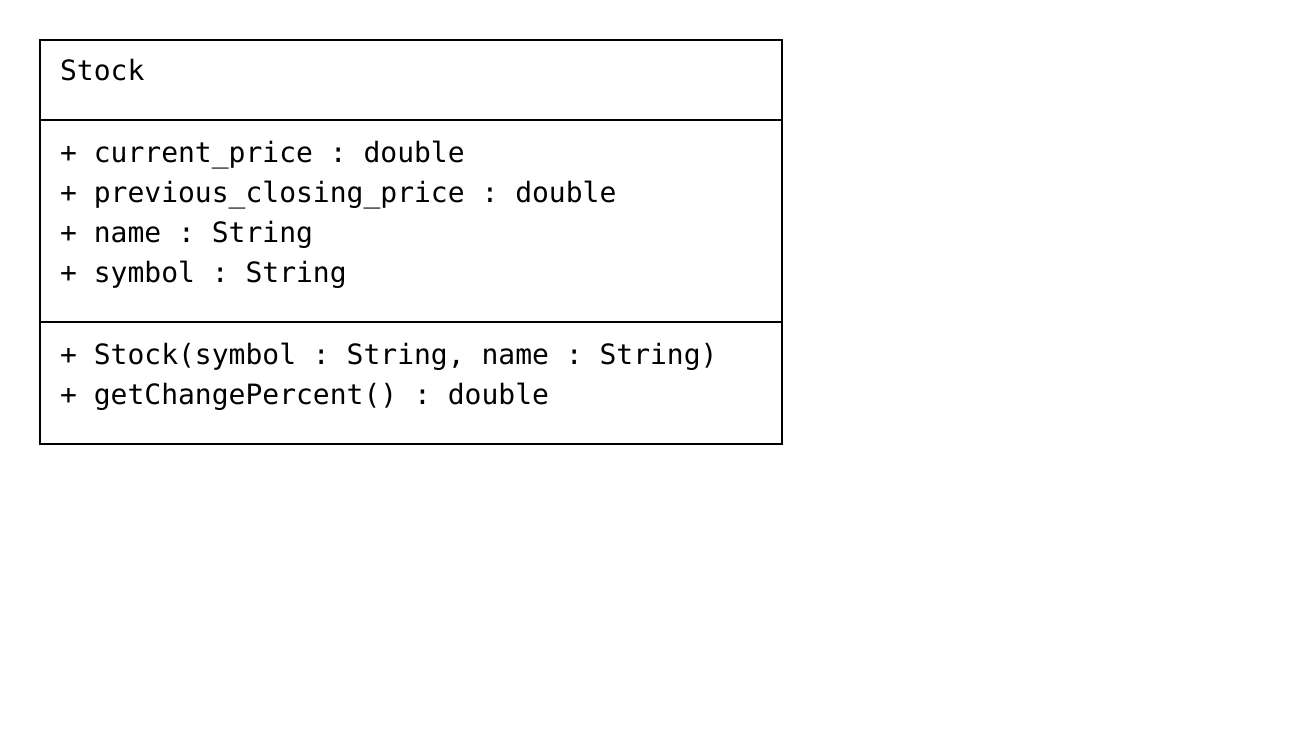 Stock
+ current_price : double
+ previous_closing_price : double
+ name : String
+ symbol : String
+ Stock(symbol : String, name : String)
+ getChangePercent() : double